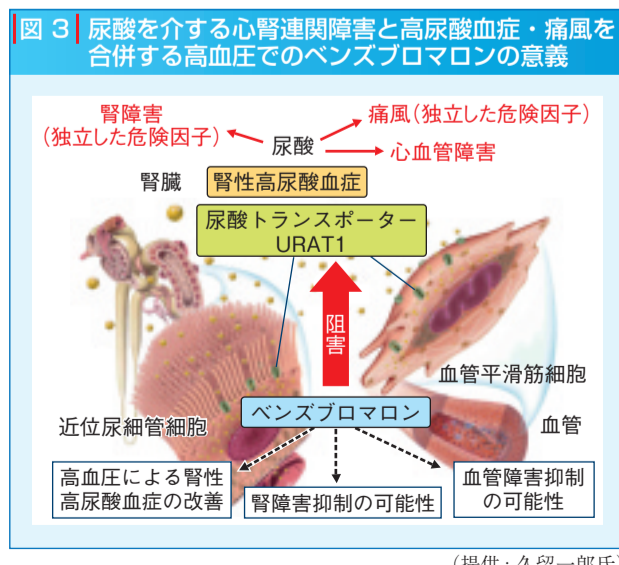 図 3 尿酸を介する心腎連関障害と高尿酸血症・痛風を
合併する高血圧でのベンズブロマロンの意義
腎障害
(独立した危険因子)
痛風(独立した危険因子)
尿酸
心血管障害
腎臓
腎性高尿酸血症
尿酸トランスポーター
URAT1
阻害
血管平滑筋細胞
近位尿細管細胞
ベンズブロマロン
血管
高血圧による腎性
高尿酸血症の改善
腎障害抑制の可能性
血管障害抑制
の可能性
(提供:久留一郎氏)